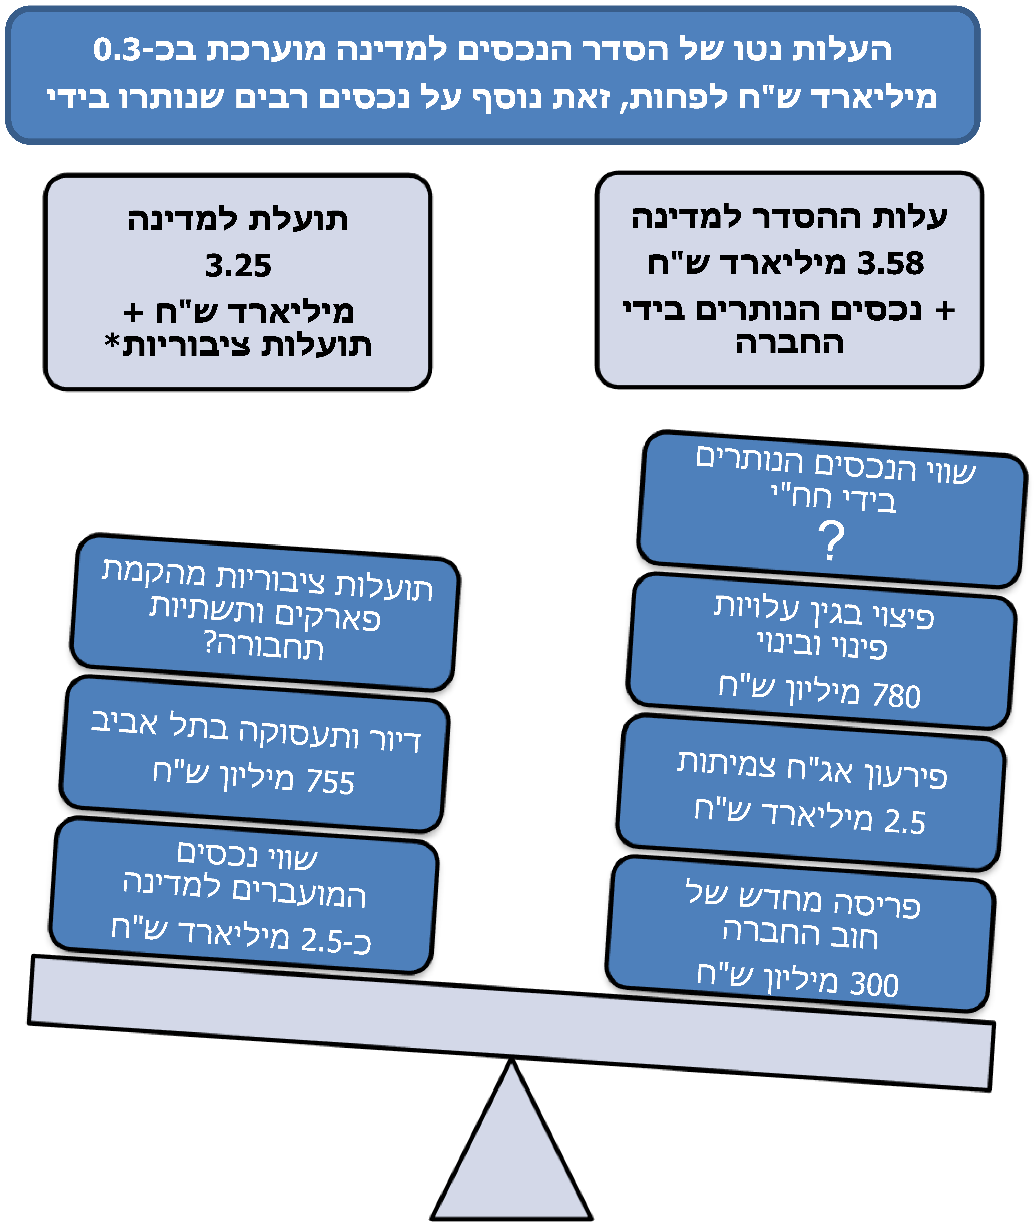 העלות נטו של הסדר הנכסים למדינה מוערכת בכ-0.3
מיליארד ש"ח לפחות, זאת נוסף על נכסים רבים שנותרו בידי
עלות ההסדר למדינה
3.58 מיליארד ש"ח
+ נכסים הנותרים בידי
החברה
תועלת למדינה
3.25
מיליארד ש"ח +
תועלות ציבוריות*
שווי הנכסים הנותרים
בידי חח"י
?
פיצוי בגין עלויות
פינוי ובינוי
780 מיליון ש"ח
פירעון אג"ח צמיתות
2.5 מיליארד ש"ח
פריסה מחדש של
חוב החברה
300 מיליון ש"ח
תועלות ציבוריות מהקמת
פארקים ותשתיות
תחבורה?
דיור ותעסוקה בתל אביב
755 מיליון ש"ח
שווי נכסים
המועברים למדינה
כ-2.5 מיליארד ש"ח